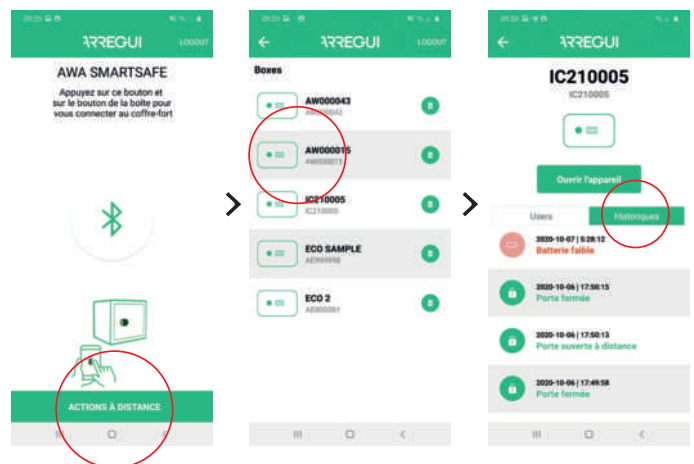 ARREGUI
LOGOUT
AWA SMARTSAFE
Appuyez sur ce bouton et
sur le bouton de la boîte pour
vous connecter au coffre-fort
ACTIONS À DISTANCE
ARREGUI
LOGOUT
Boxes
AW000043
AW000043
AW000015
AW000015
IC210005
IC210005
ECO SAMPLE
ECO 2
ARREGUI
IC210005
IC210005
Ouvrir l'appareil
Users
Historiques
2020-10-07 | 5:28:12
Batterie faible
2020-10-06 | 17:50:15
Porte fermée
2020-10-06 | 17:50:13
Porte ouverte à distance
2020-10-06 | 17:49:58
Porte fermée